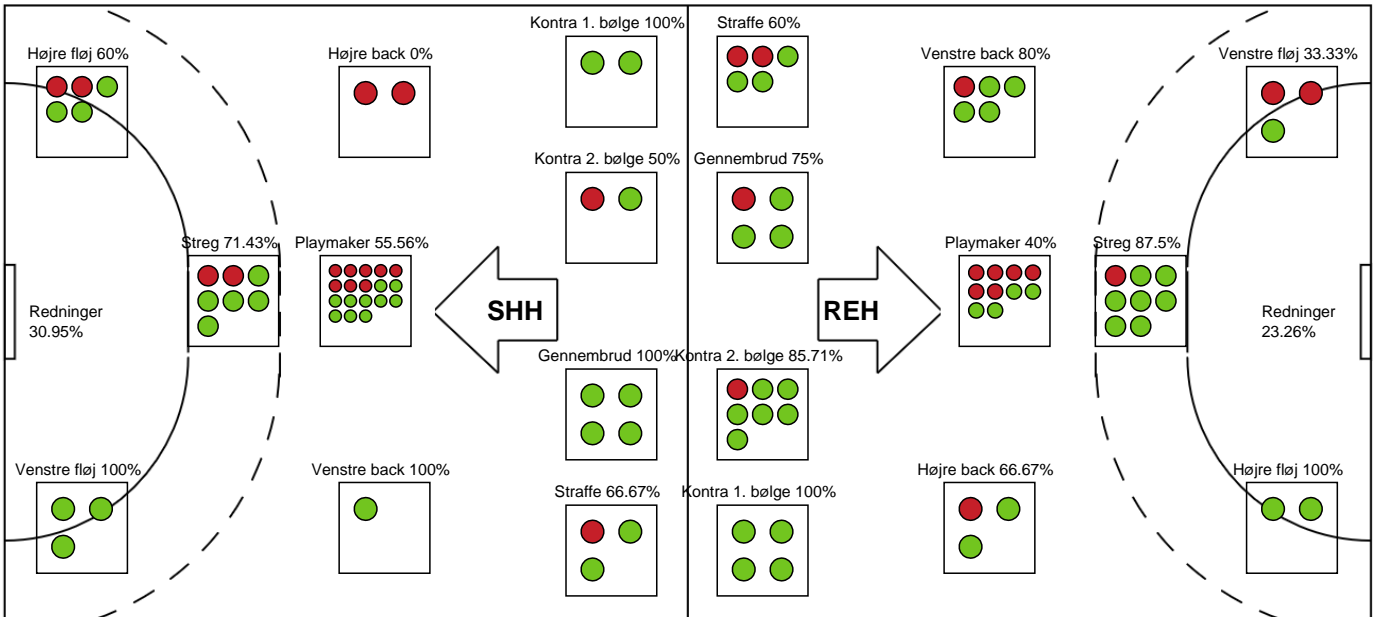 Kontra 1. bølge 100%
Straffe 60%
Højre fløj 60%
Højre back 0%
Venstre back 80%
Venstre fløj 33.33%
Kontra 2. bølge 50%
Gennembrud 75%
Streg 71.43%
Playmaker 55.56%
Playmaker 40%
Streg 87.5%
Redninger
30.95%
SHH
REH
Redninger
23.26%
Gennembrud 100%
Kontra 2. bølge 85.71%
Venstre fløj 100%
Venstre back 100%
Højre back 66.67%
Højre fløj 100%
Straffe 66.67%
Kontra 1. bølge 100%